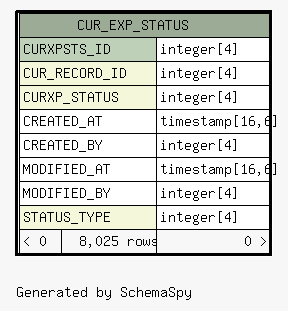 CUR_EXP_STATUS
CURXPSTS_ID integer[4]
CUR_RECORD_ID integer[4]
CURXP_STATUS integer[4]
CREATED_AT timestamp[16,6]
CREATED_BY integer[4]
MODIFIED_AT timestamp[16,6]
MODIFIED_BY integer[4]
STATUS_TYPE integer[4]
< 0 8,025 rows 0 >
Generated by SchemaSpy